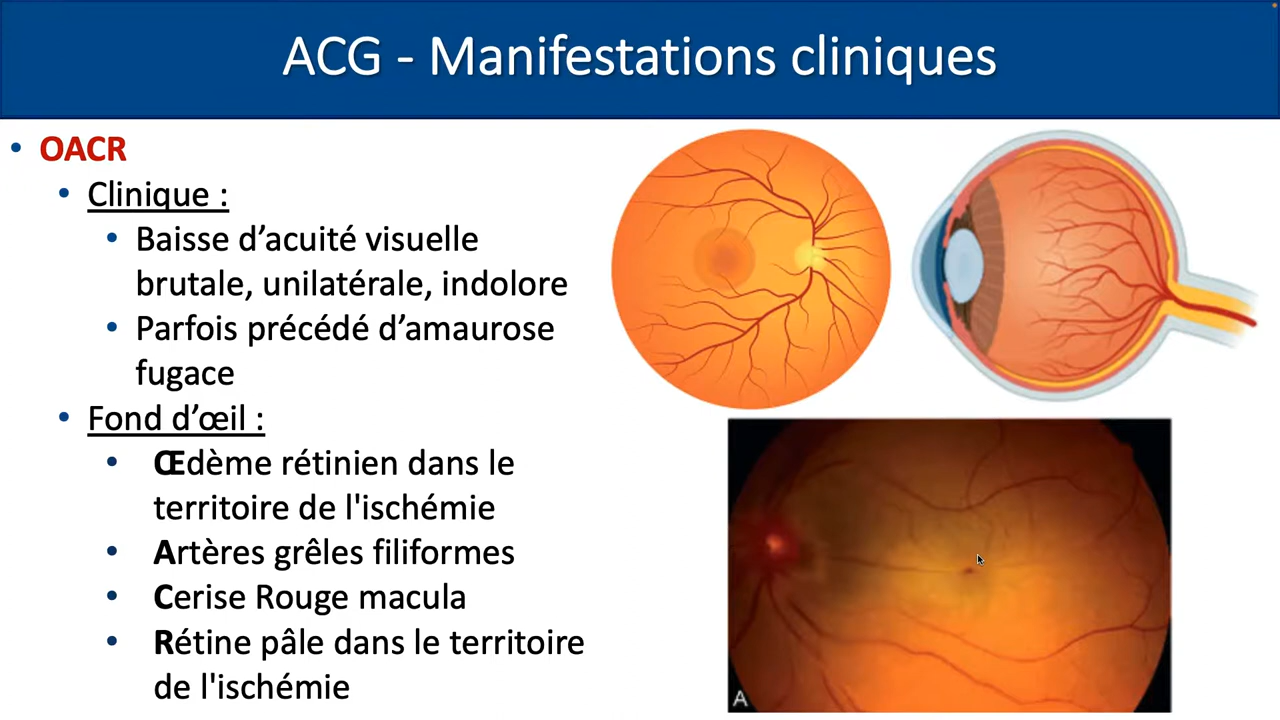 ACG - Manifestations cliniques
• OACR
• Clinique :
• Baisse d’acuité visuelle
brutale, unilatérale, indolore
• Parfois précédé d’amaurose
fugace
• Fond d’œil :
• Œdème rétinien dans le
territoire de l'ischémie
• Artères grêles filiformes
• Cerise Rouge macula
• Rétine pâle dans le territoire
de l'ischémie
A